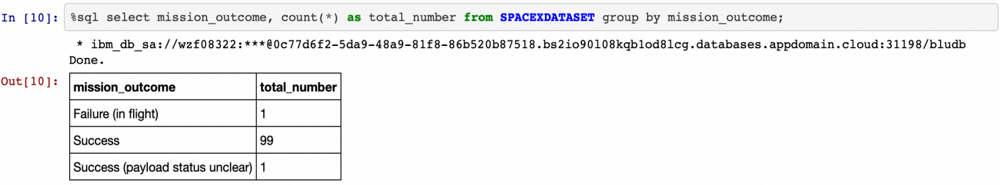 In [10]: %sql select mission_outcome, count(*) as total_number from SPACEXDATASET group by mission_outcome;
* ibm_db_sa://wzf08322:***@0c77d6f2-5da9-48a9-81f8-86b520b87518.bs2io90l08kqb1od8lcg.databases.appdomain.cloud:31198/bludb
Done.
Out[10]:
mission_outcome total_number
Failure (in flight) 1
Success 99
Success (payload status unclear) 1